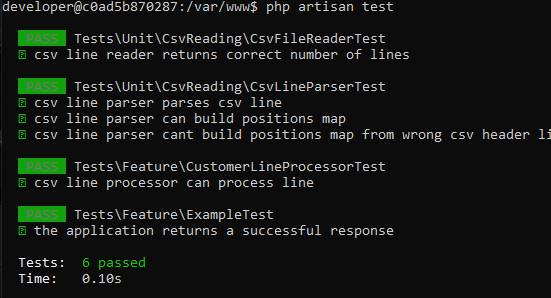 developer@c0ad5b870287:/var/www$ php artisan test
PASS Tests\Unit\CsvReading\CsvFileReaderTest
csv line reader returns correct number of lines
PASS Tests\Unit\CsvReading\CsvLineParserTest
csv line parser parses csv line
csv line parser can build positions map
csv line parser cant build positions map from wrong csv header li
PASS Tests\Feature\CustomerLineProcessorTest
csv line processor can process line
PASS Tests\Feature\ExampleTest
the application returns a successful response
Tests: 6 passed
Time: 0.10s